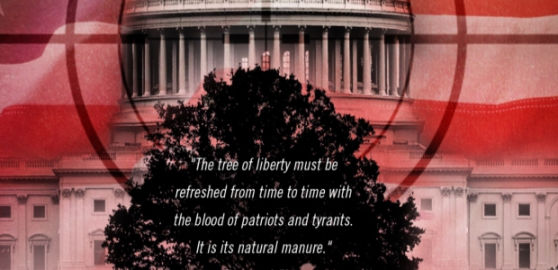 "The tree of liberty must be
refreshed from time to time with
the blood of patriots and tyrants.
It is its natural manure."